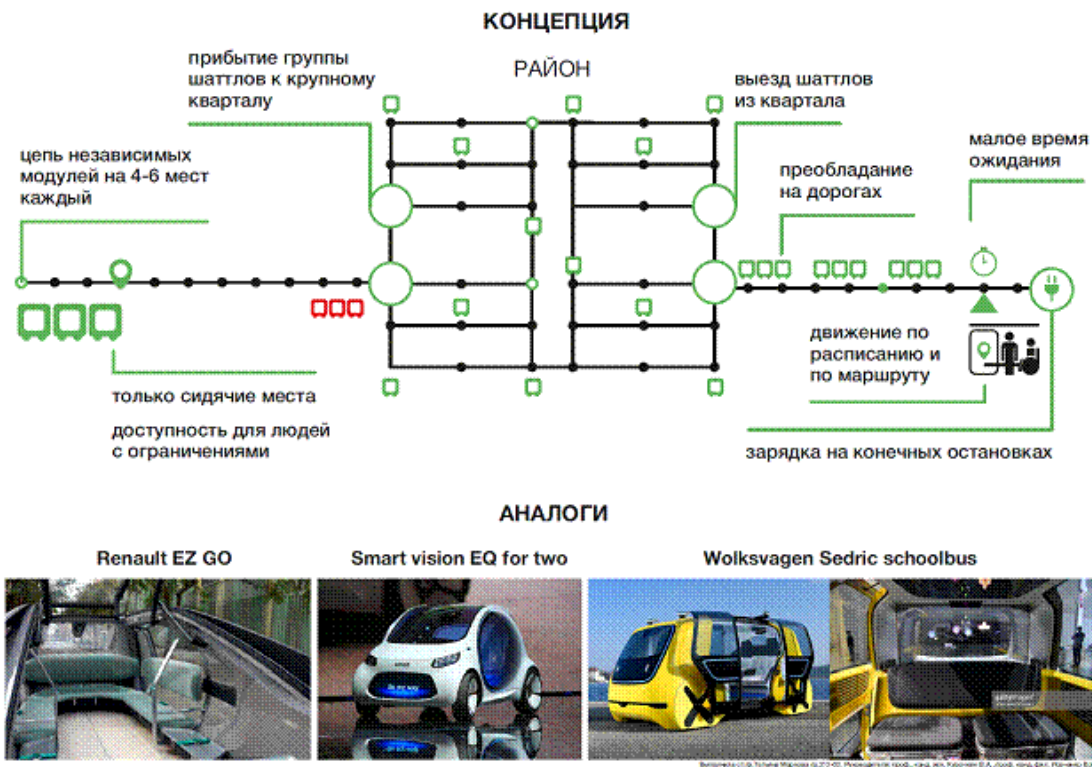 КОНЦЕПЦИЯ
прибытие группы
шаттлов к крупному
кварталу
РАЙОН
выезд шаттлов
из квартала
цепь независимых
модулей на 4-6 мест
каждый
преобладание
на дорогах
малое время
ожидания
только сидячие места
доступность для людей
с ограничениями
движение по
расписанию и
по маршруту
зарядка на конечных остановках
АНАЛОГИ
Renault EZ GO
Smart vision EQ for two
Wolksvagen Sedric schoolbus